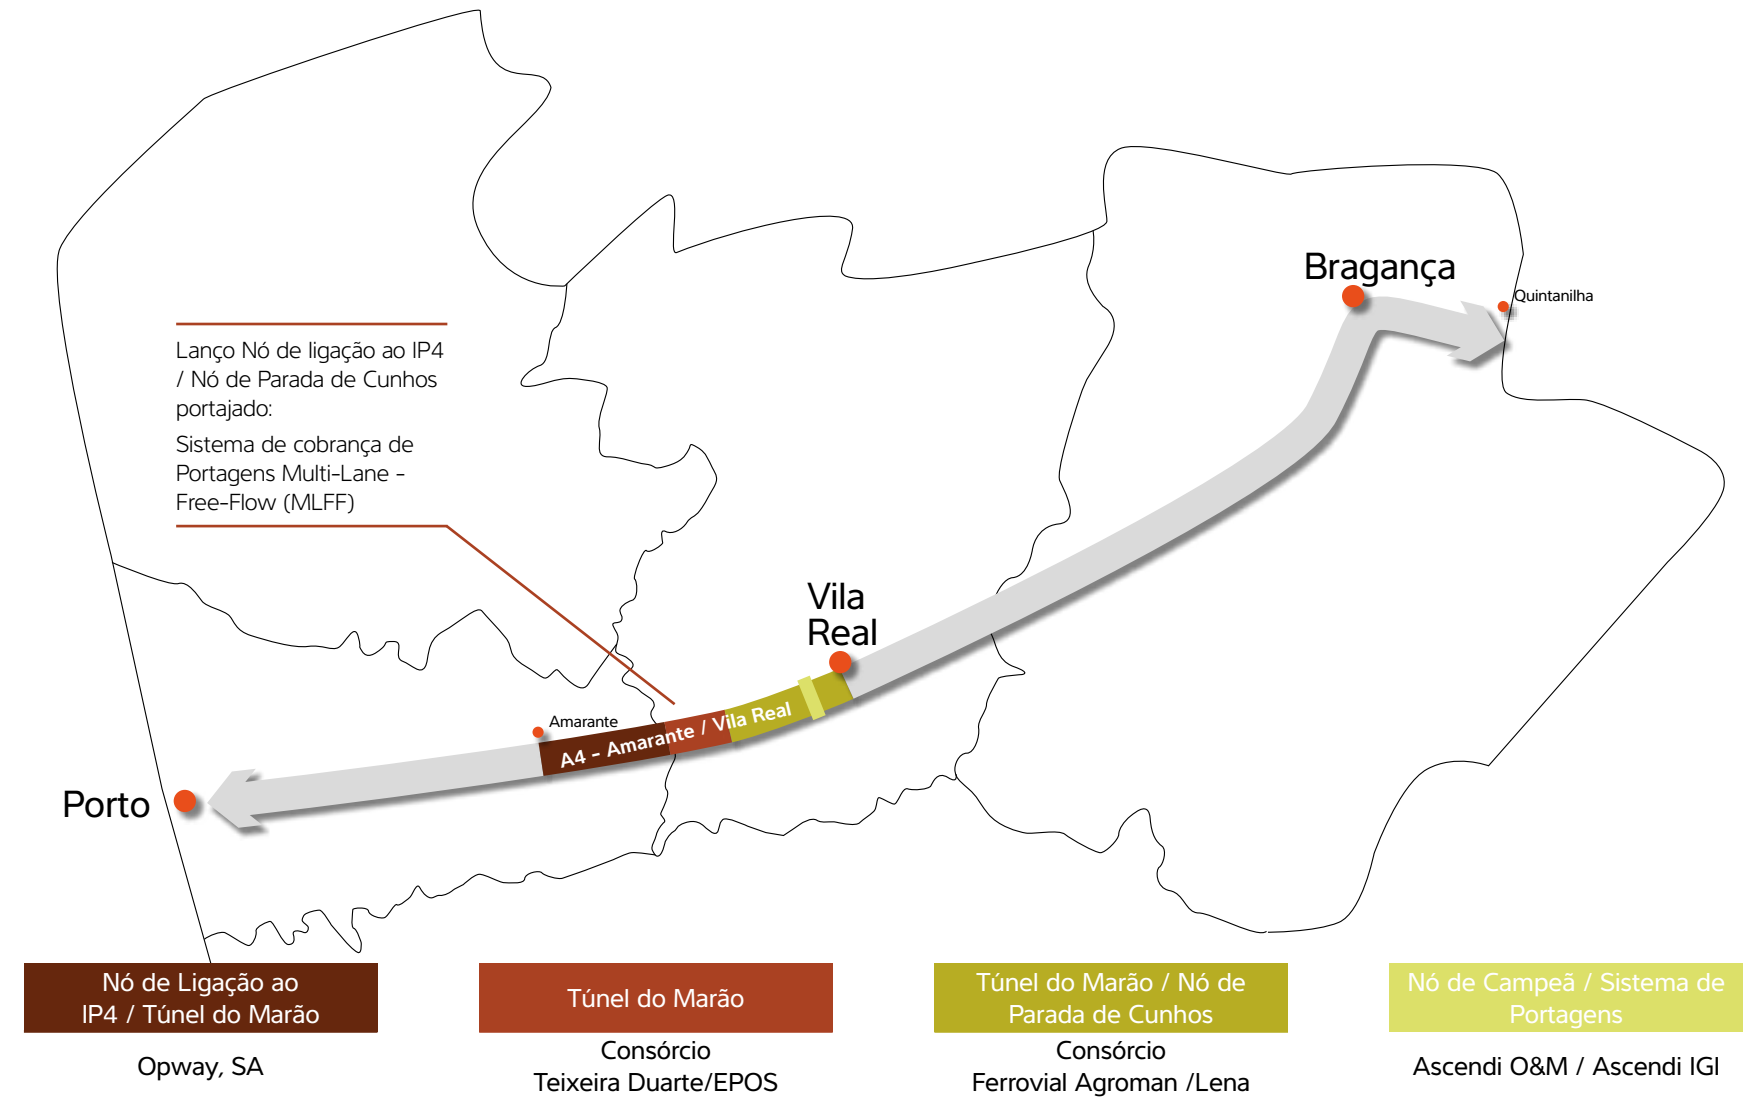 Bragança
Quintanilha
Lanço Nó de ligação ao IP4
/ Nó de Parada de Cunhos
portajado:
Sistema de cobrança de
Portagens Multi-Lane -
Free-Flow (MLFF)
Vila
Real
Amarante
A4 - Amarante / Vila Real
Porto
Nó de Ligação ao
IP4 / Túnel do Marão
Opway, SA
Túnel do Marão
Consórcio
Teixeira Duarte/EPOS
Túnel do Marão / Nó de
Parada de Cunhos
Consórcio
Ferrovial Agroman /Lena
Nó de Campeã / Sistema de
Portagens
Ascendi O&M / Ascendi IGI